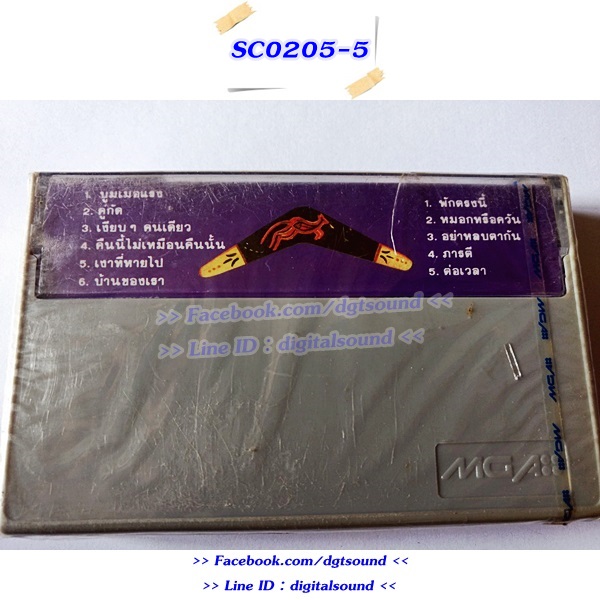 SC0205-5
1. บูมเมอแรง
2. คู่กัด
3. เงียบ ๆ คนเดียว
4. คืนนี้ไม่เหมือนคืนนั้น
5. เงาที่หายไป
6. บ้านของเรา
1. พักตรงนี้
2. หมอกหรือควัน
3. อย่าหลบตากัน
4. ภารตี
5. ต่อเวลา
>> Facebook.com/dgtsound <<
>> Line ID : digitalsound <<
MGA
MGA
MGA
MGA
MGA
MGA
>> Facebook.com/dgtsound <<
>> Line ID : digitalsound <<